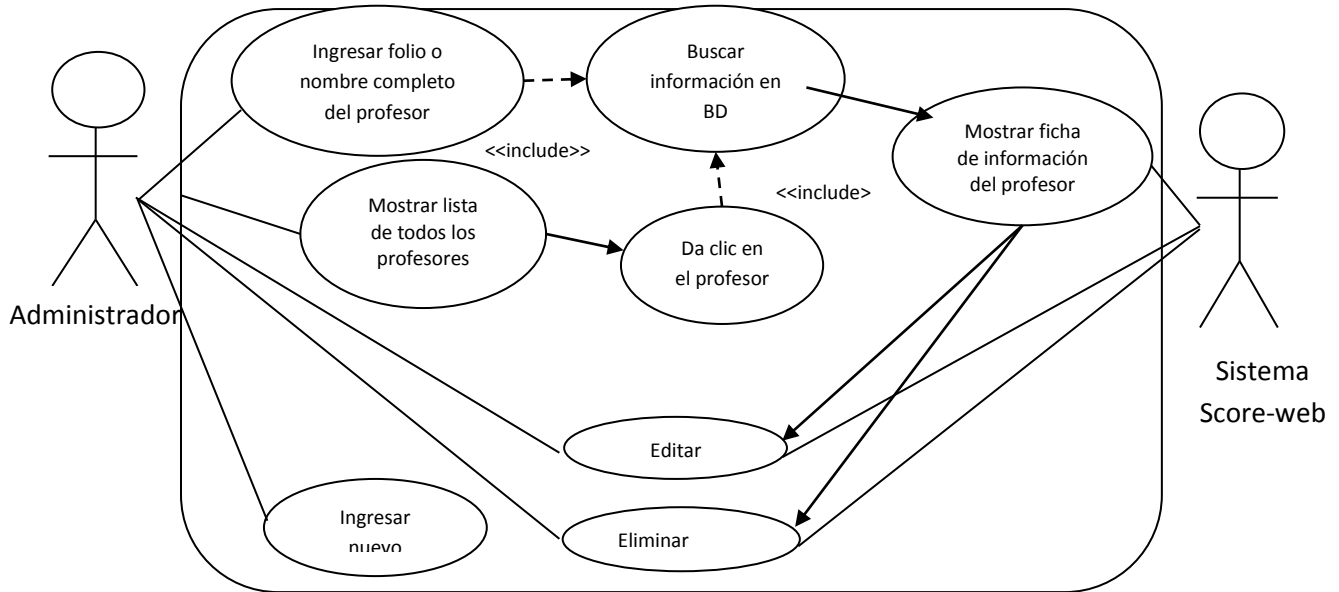 Ingresar folio o
nombre completo
del profesor
Buscar
información en
BD
Mostrar ficha
de información
del profesor
<<include>>
<<include>
Mostrar lista
de todos los
profesores
Da clic en
el profesor
Administrador
Sistema
Score-web
Editar
Ingresar
nuevo
Eliminar